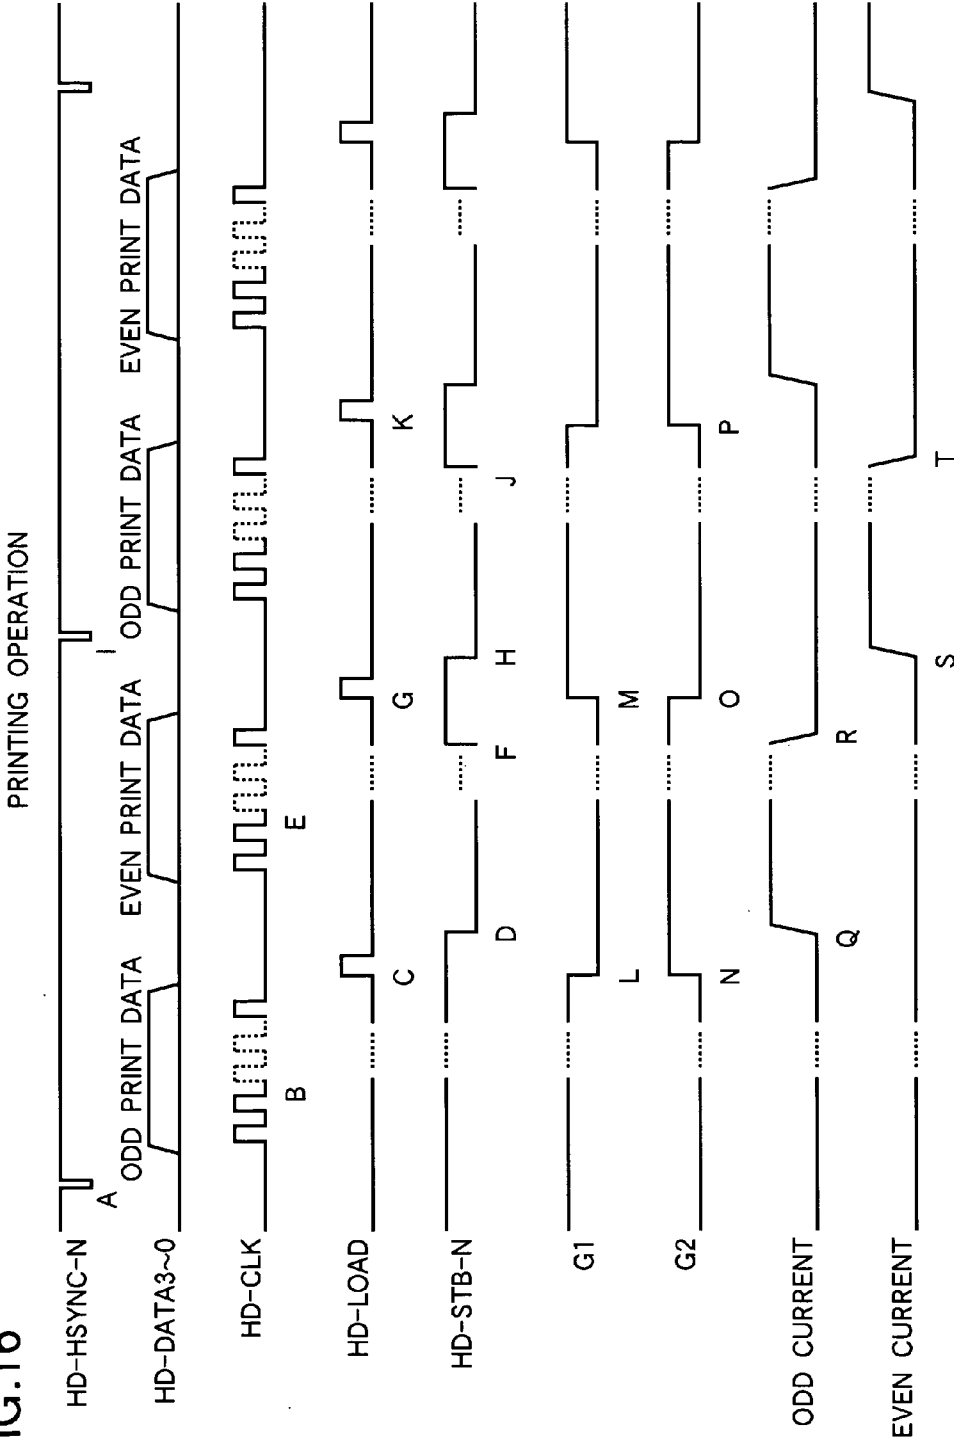 FIG.16
PRINTING OPERATION
HD-HSYNC-N
A
I
HD-DATA3~0
ODD PRINT DATA
EVEN PRINT DATA
ODD PRINT DATA
EVEN PRINT DATA
HD-CLK
B
E
HD-LOAD
C
G
K
HD-STB-N
D
F
H
J
G1
L
M
G2
N
O
P
ODD CURRENT
Q
R
EVEN CURRENT
S
T